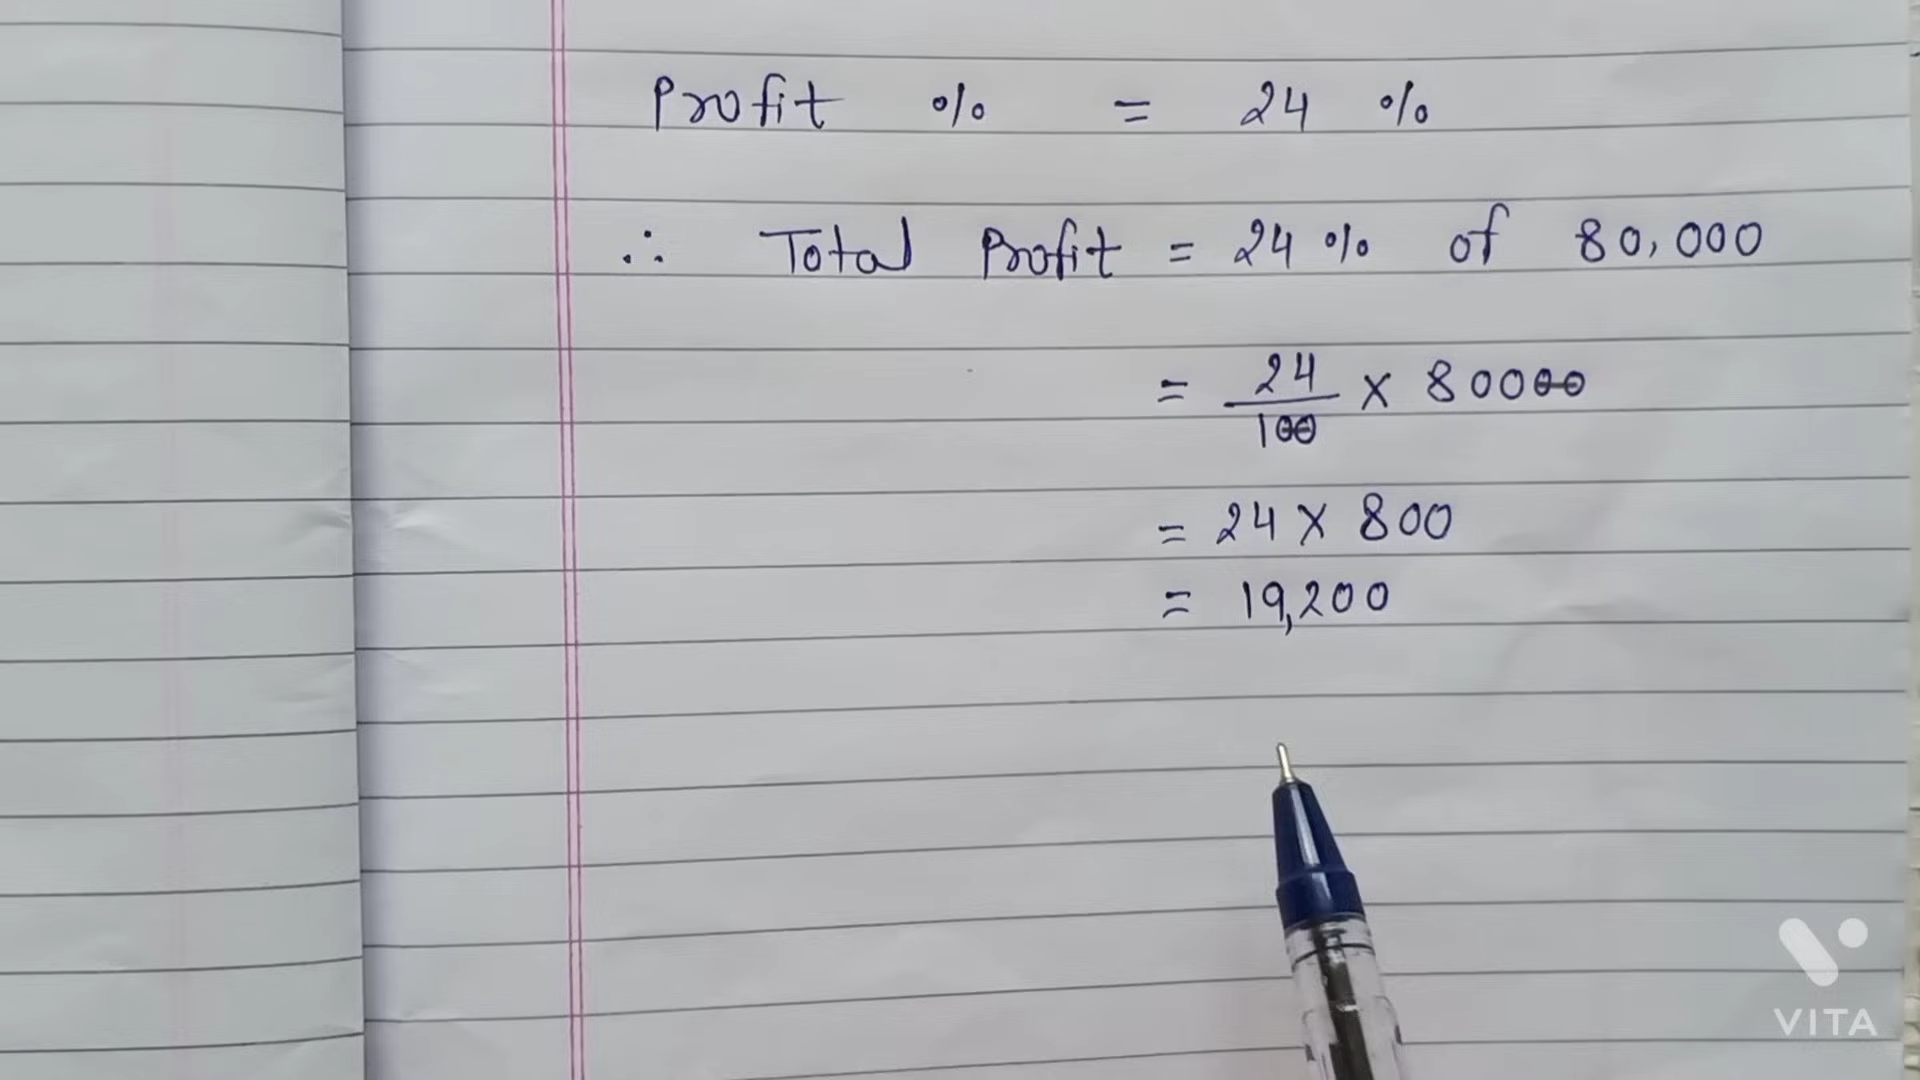 Profit % = 24 %
∴ Total Profit = 24 % of 80,000
= 24/100 × 80000
= 24 × 800
= 19,200
VITA